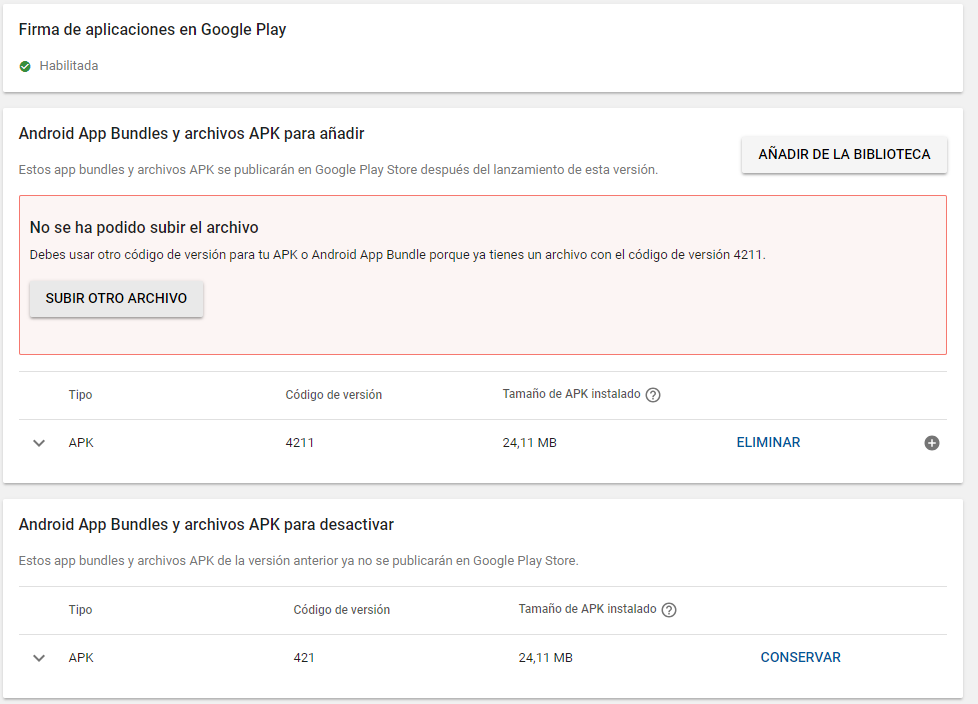 Firma de aplicaciones en Google Play
Habilitada
Android App Bundles y archivos APK para añadir
AÑADIR DE LA BIBLIOTECA
Estos app bundles y archivos APK se publicarán en Google Play Store después del lanzamiento de esta versión.
No se ha podido subir el archivo
Debes usar otro código de versión para tu APK o Android App Bundle porque ya tienes un archivo con el código de versión 4211.
SUBIR OTRO ARCHIVO
Tipo Código de versión Tamaño de APK instalado ?
APK 4211 24,11 MB ELIMINAR
Android App Bundles y archivos APK para desactivar
Estos app bundles y archivos APK de la versión anterior ya no se publicarán en Google Play Store.
Tipo Código de versión Tamaño de APK instalado ?
APK 421 24,11 MB CONSERVAR